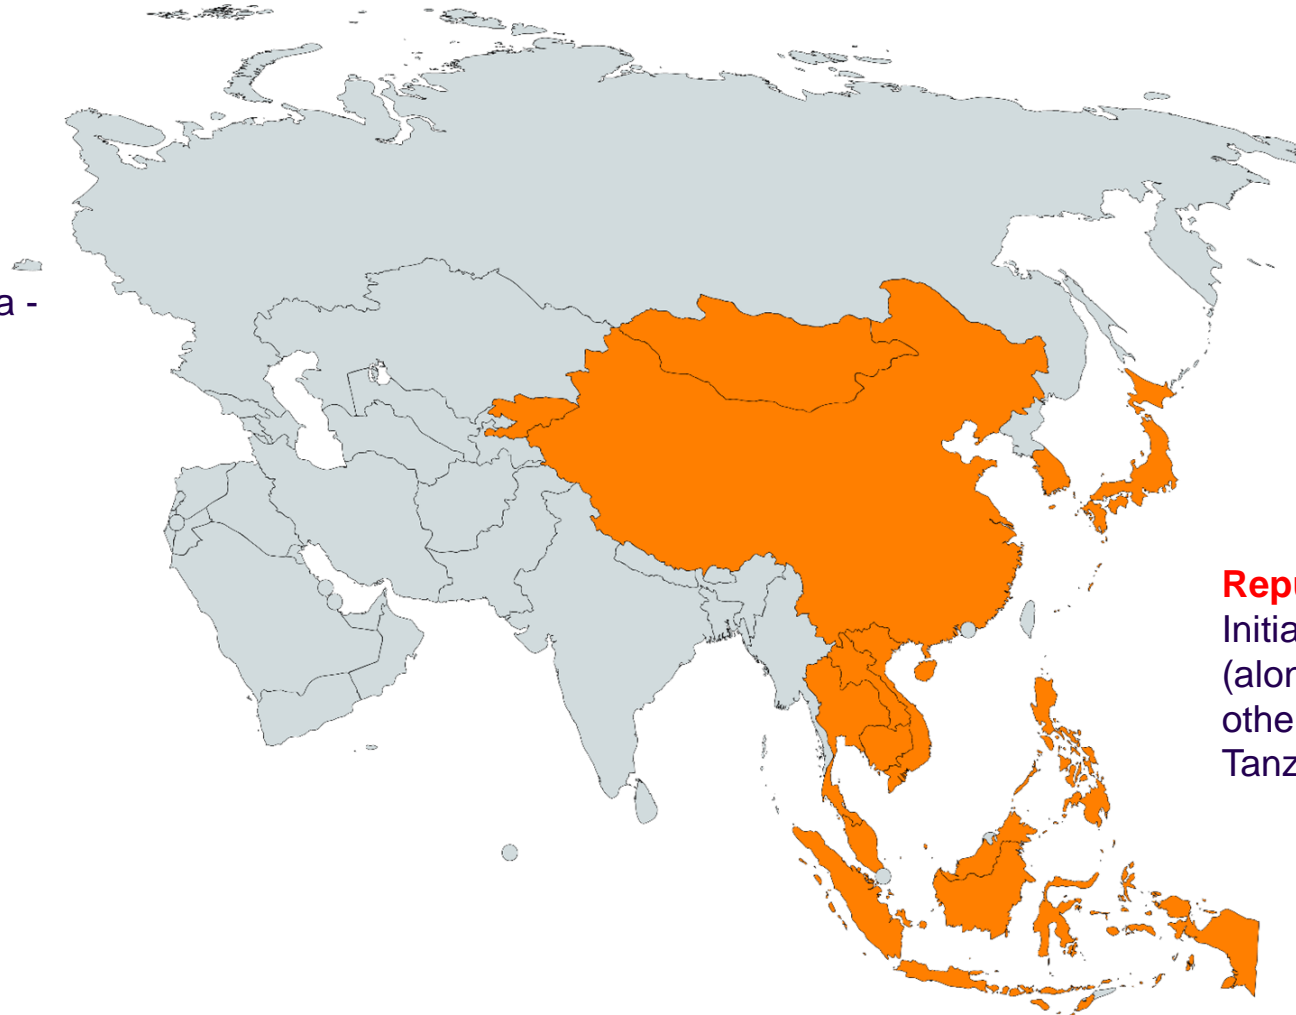 a -
Repu
Initia
(alon
othe
Tanz